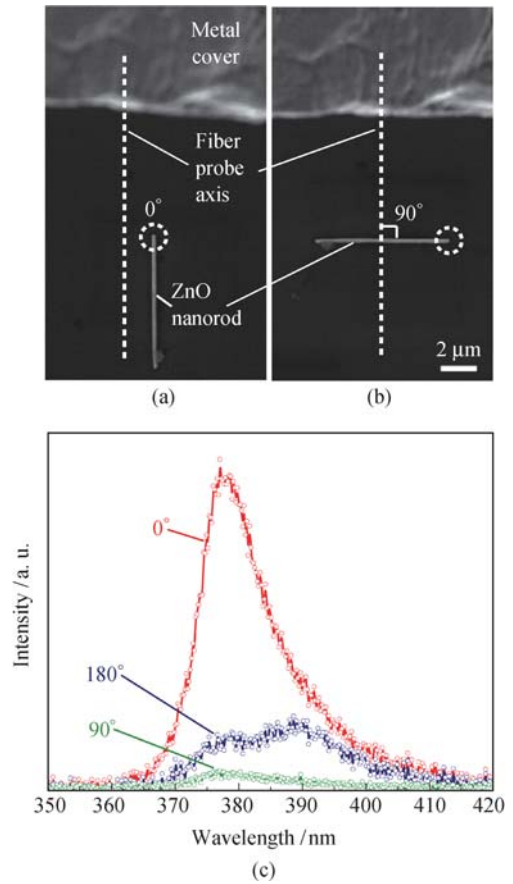 Metal
cover
Fiber
probe
axis
0°
ZnO
nanorod
90°
2 μm
(a)
(b)
0°
180°
90°
Intensity / a. u.
350 360 370 380 390 400 410 420
Wavelength / nm
(c)